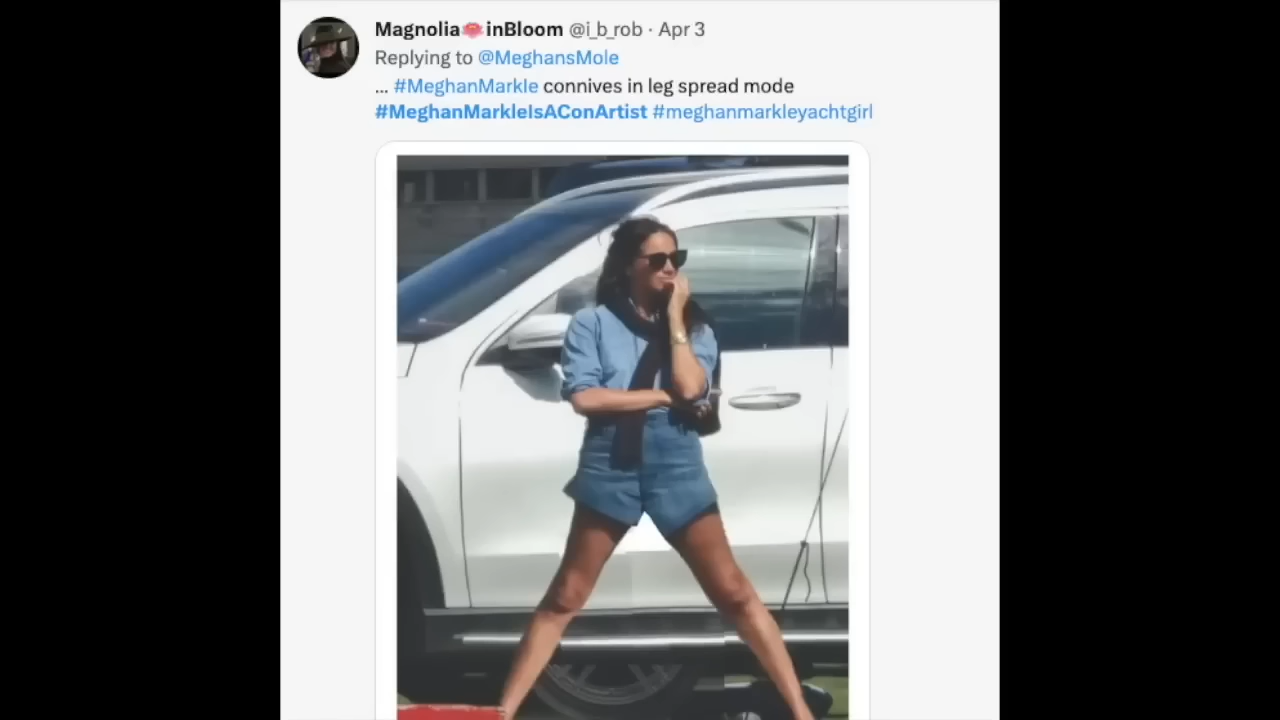 Magnolia🪷inBloom @i_b_rob · Apr 3
Replying to @MeghansMole
... #MeghanMarkle connives in leg spread mode
#MeghanMarkleIsAConArtist #meghanmarkleyachtgirl